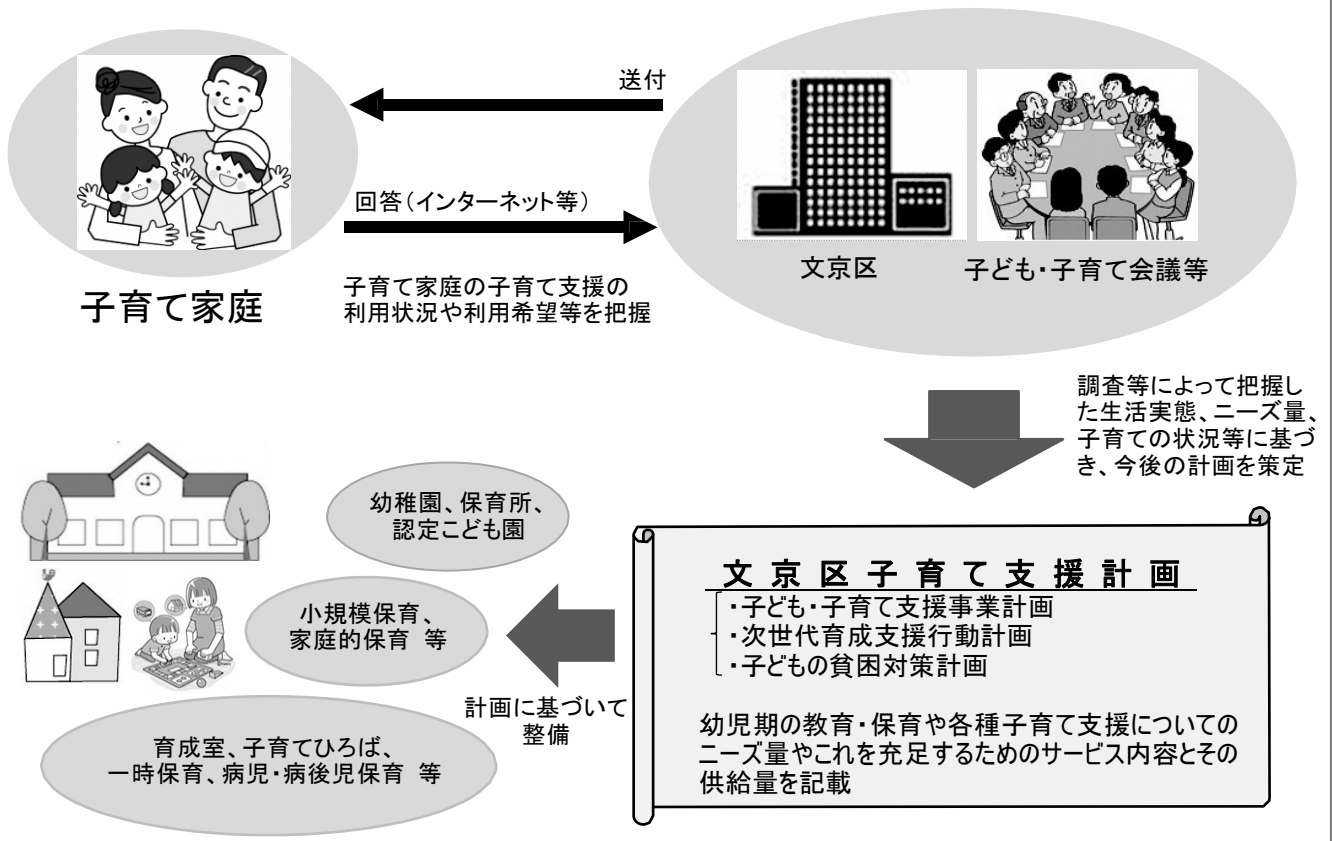 送付
回答(インターネット等)
子育て家庭の子育て支援の
利用状況や利用希望等を把握
子育て家庭
文京区
子ども・子育て会議等
調査等によって把握し
た生活実態、ニーズ量、
子育ての状況等に基づ
き、今後の計画を策定
文京区子育て支援計画
・子ども・子育て支援事業計画
・次世代育成支援行動計画
・子どもの貧困対策計画
幼児期の教育・保育や各種子育て支援についての
ニーズ量やこれを充足するためのサービス内容とその
供給量を記載
計画に基づいて
整備
幼稚園、保育所、
認定こども園
小規模保育、
家庭的保育 等
育成室、子育てひろば、
一時保育、病児・病後児保育 等